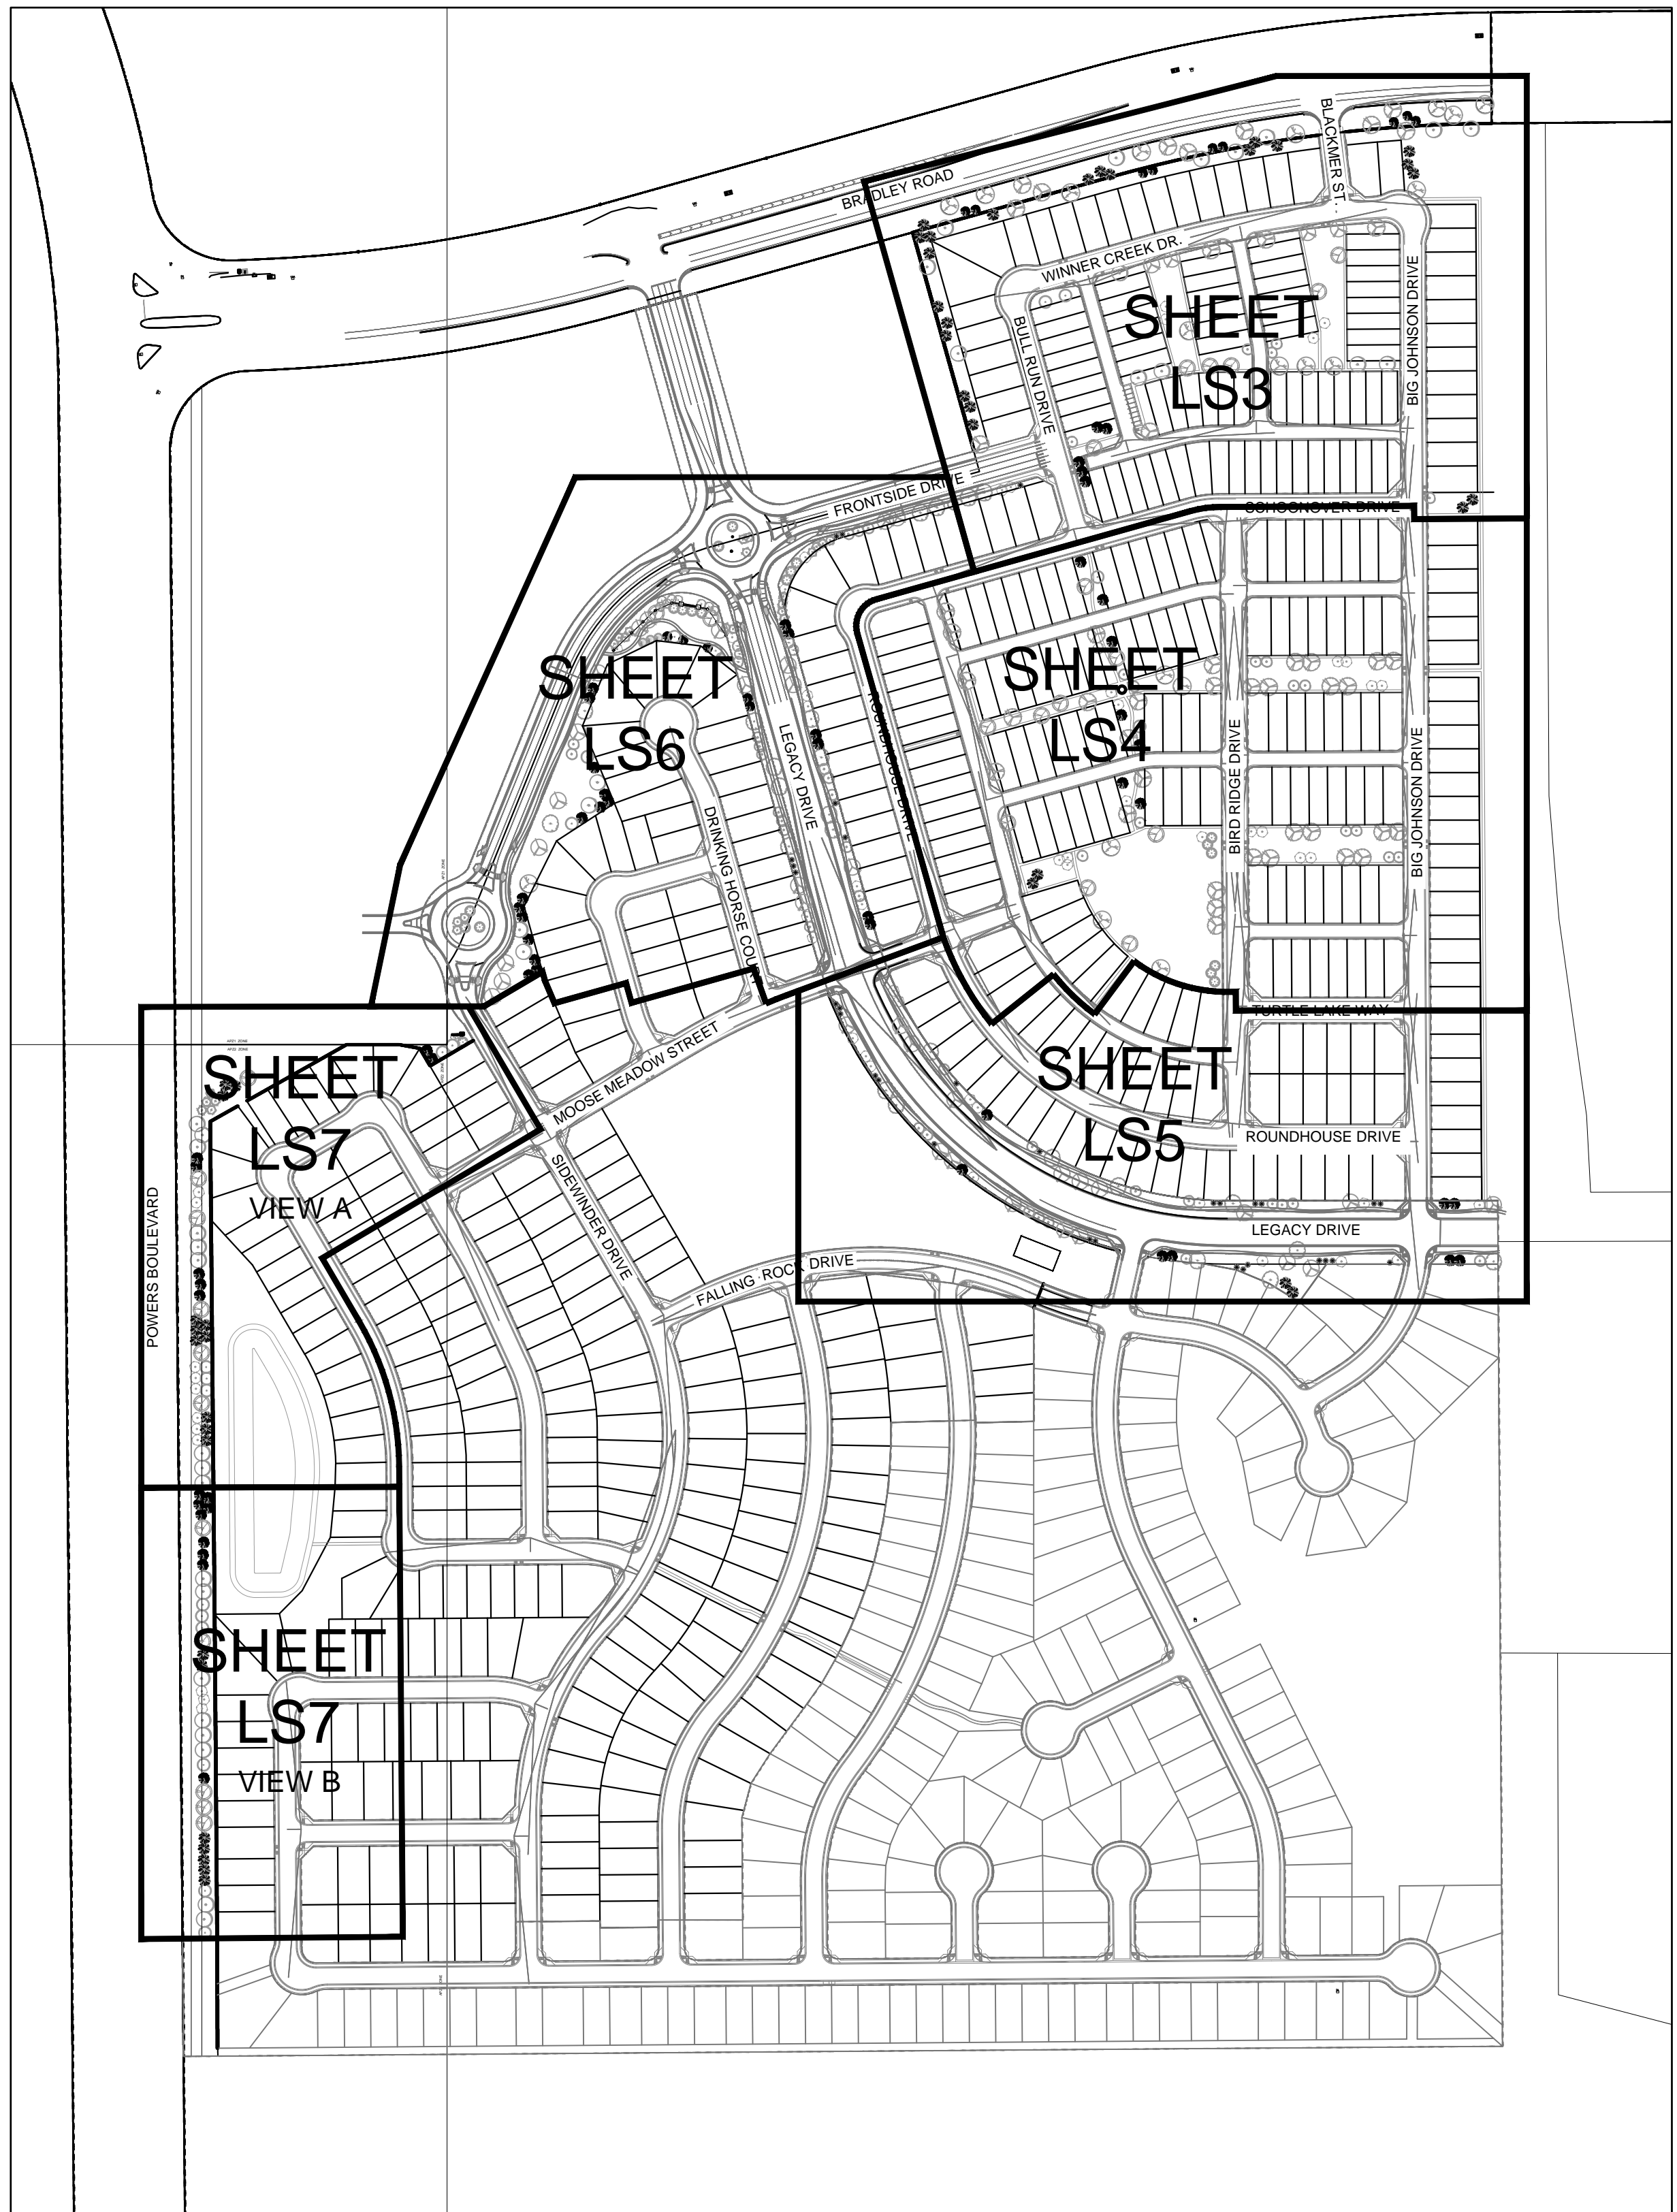 BLACKMER ST.
BRADLEY ROAD
WINNER CREEK DR.
SHEET
LS3
BULL RUN DRIVE
BIG JOHNSON DRIVE
FRONTSIDE DRIVE
SCHOONOVER DRIVE
SHEET
LS6
SHEET
LS4
LEGACY DRIVE
ROUNDHOUSE DRIVE
BIRD RIDGE DRIVE
BIG JOHNSON DRIVE
DRINKING HORSE COURT
TURTLE LAKE WAY
MOOSE MEADOW STREET
SHEET
LS7
VIEW A
SHEET
LS5
ROUNDHOUSE DRIVE
SIDEWINDER DRIVE
POWERS BOULEVARD
LEGACY DRIVE
FALLING ROCK DRIVE
SHEET
LS7
VIEW B